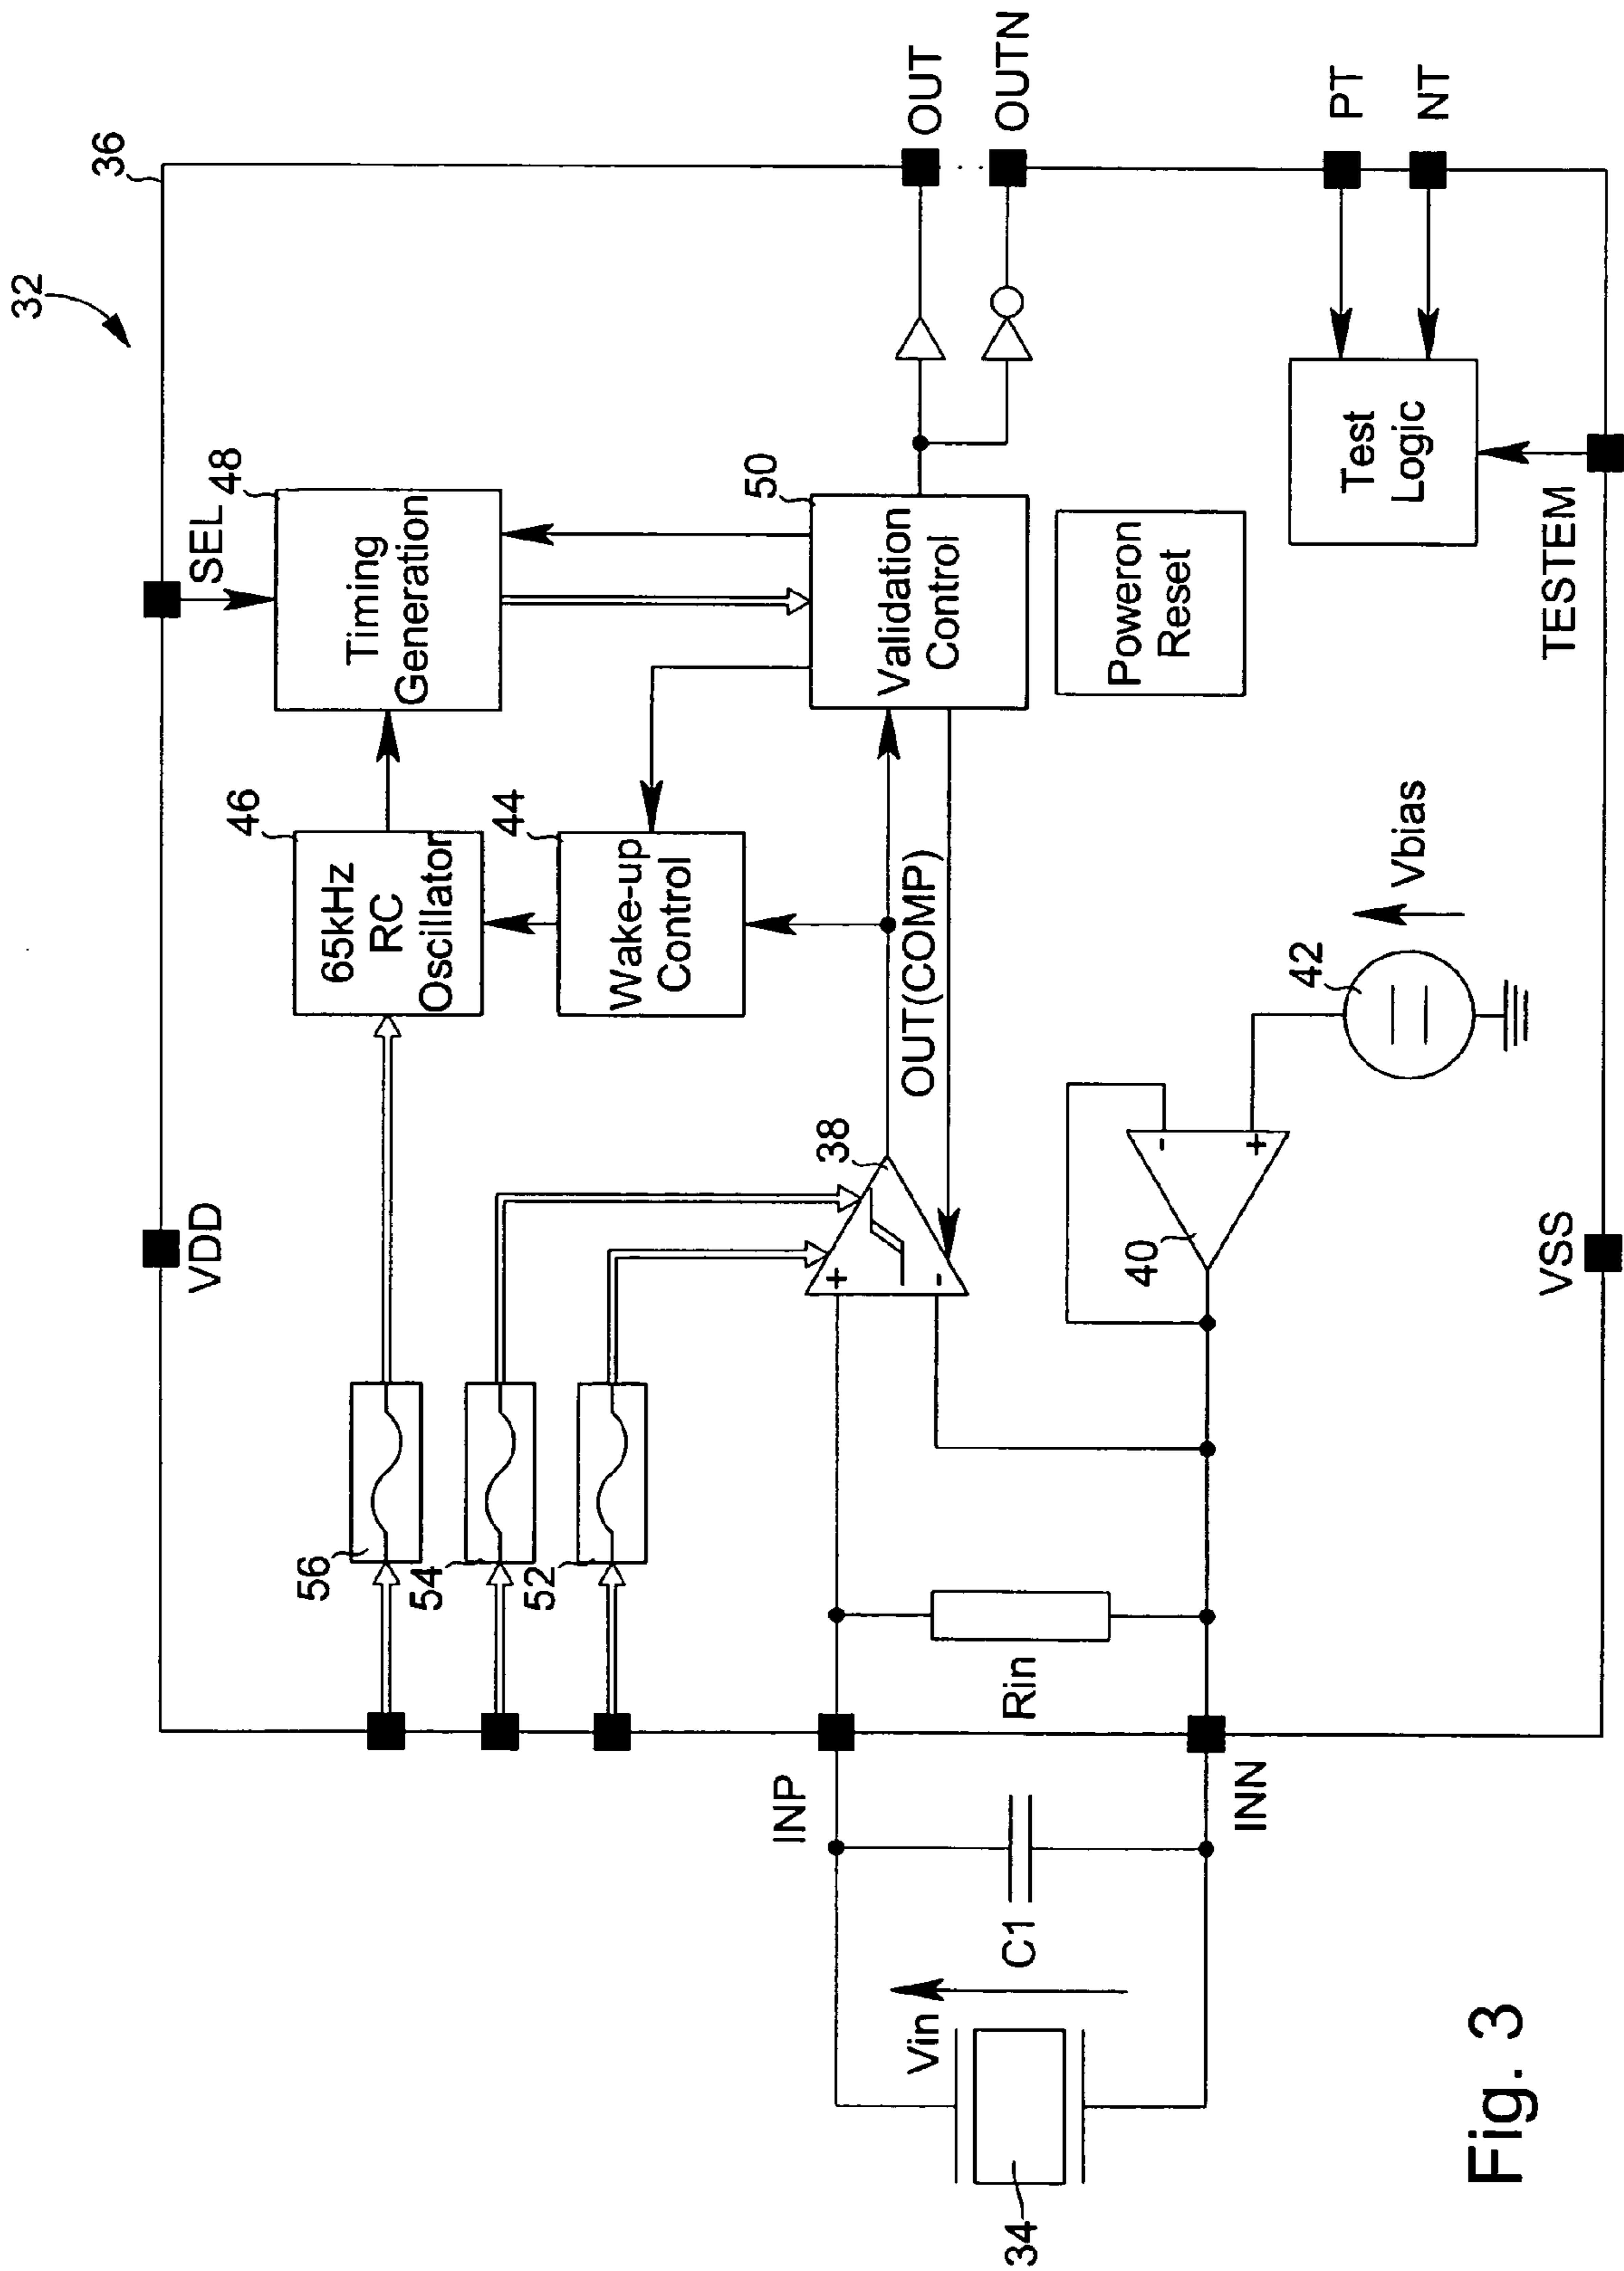 32
36
VDD
SEL
48
Timing
Generation
46
65kHz
RC
Oscillator
56
54
52
44
Wake-up
Control
50
Validation
Control
OUT
OUTN
38
+
-
OUT(COMP)
Poweron
Reset
INP
Vin
34
C1
Rin
INN
40
-
+
42
Vbias
Test
Logic
PT
NT
VSS
TESTEM
Fig. 3